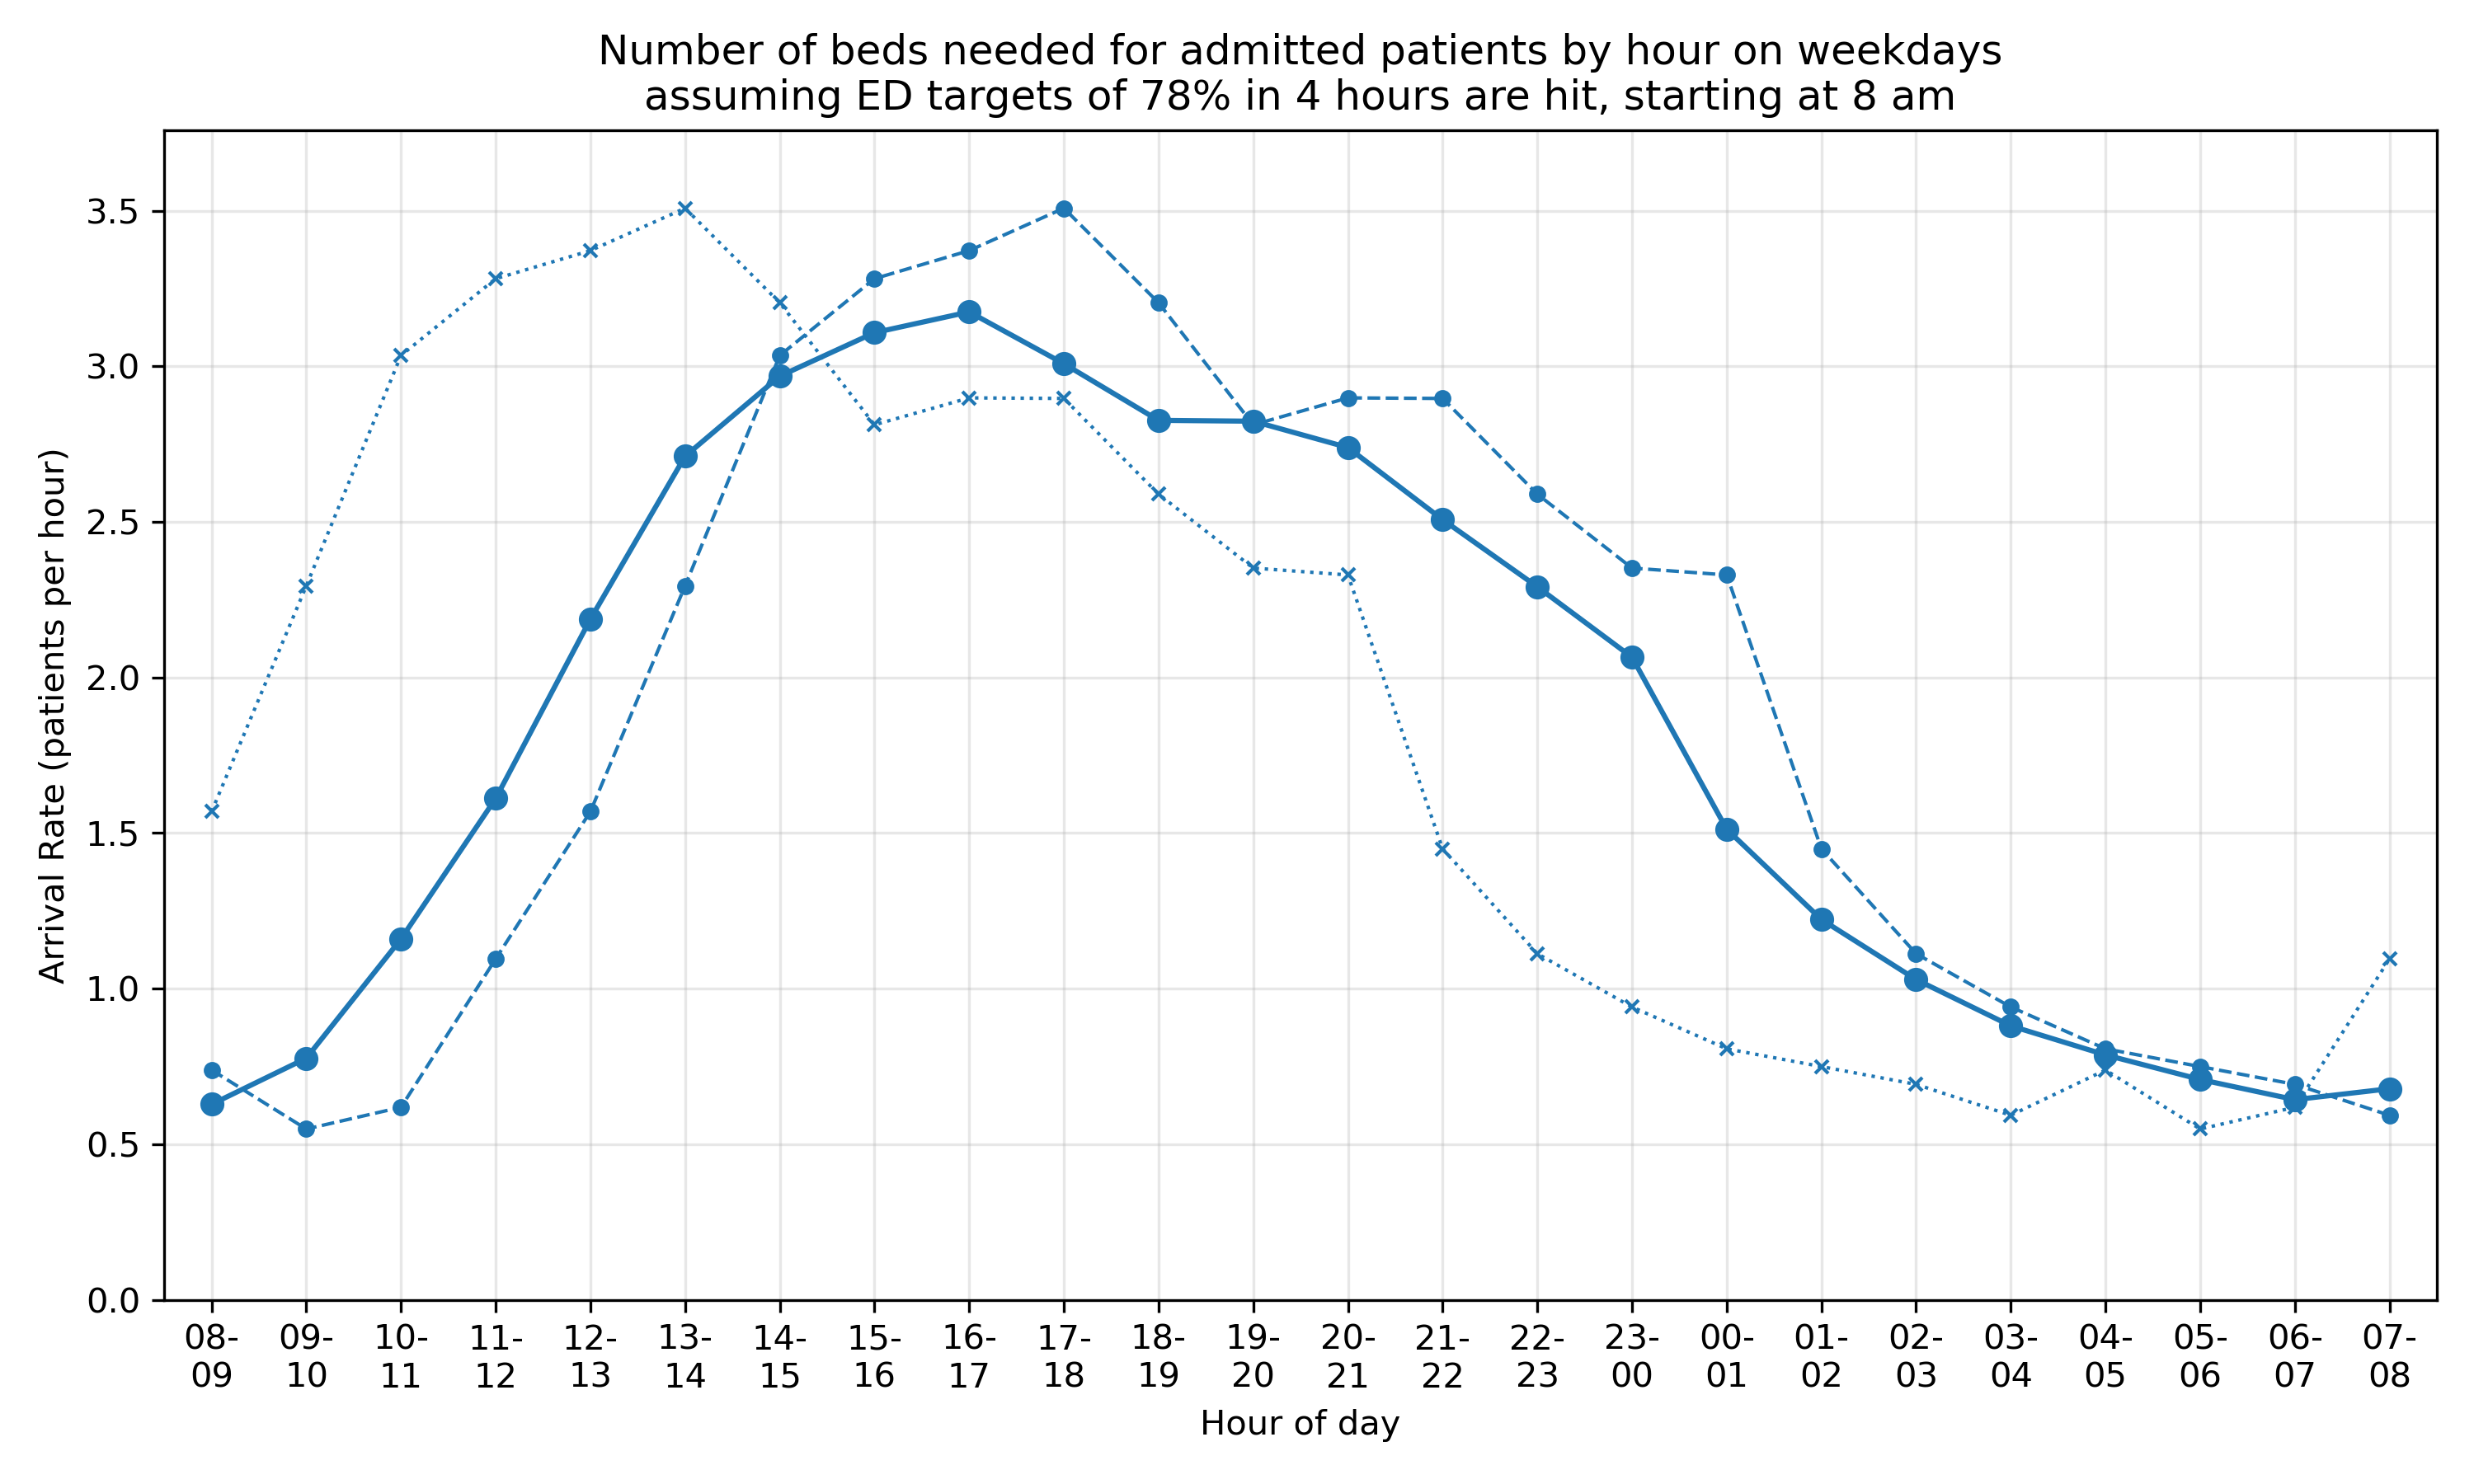 Number of beds needed for admitted patients by hour on weekdays
assuming ED targets of 78% in 4 hours are hit, starting at 8 am
Arrival Rate (patients per hour)
3.5
3.0
2.5
2.0
1.5
1.0
0.5
0.0
08- 09- 10- 11- 12- 13- 14- 15- 16- 17- 18- 19- 20- 21- 22- 23- 00- 01- 02- 03- 04- 05- 06- 07-
09 10 11 12 13 14 15 16 17 18 19 20 21 22 23 00 01 02 03 04 05 06 07 08
Hour of day